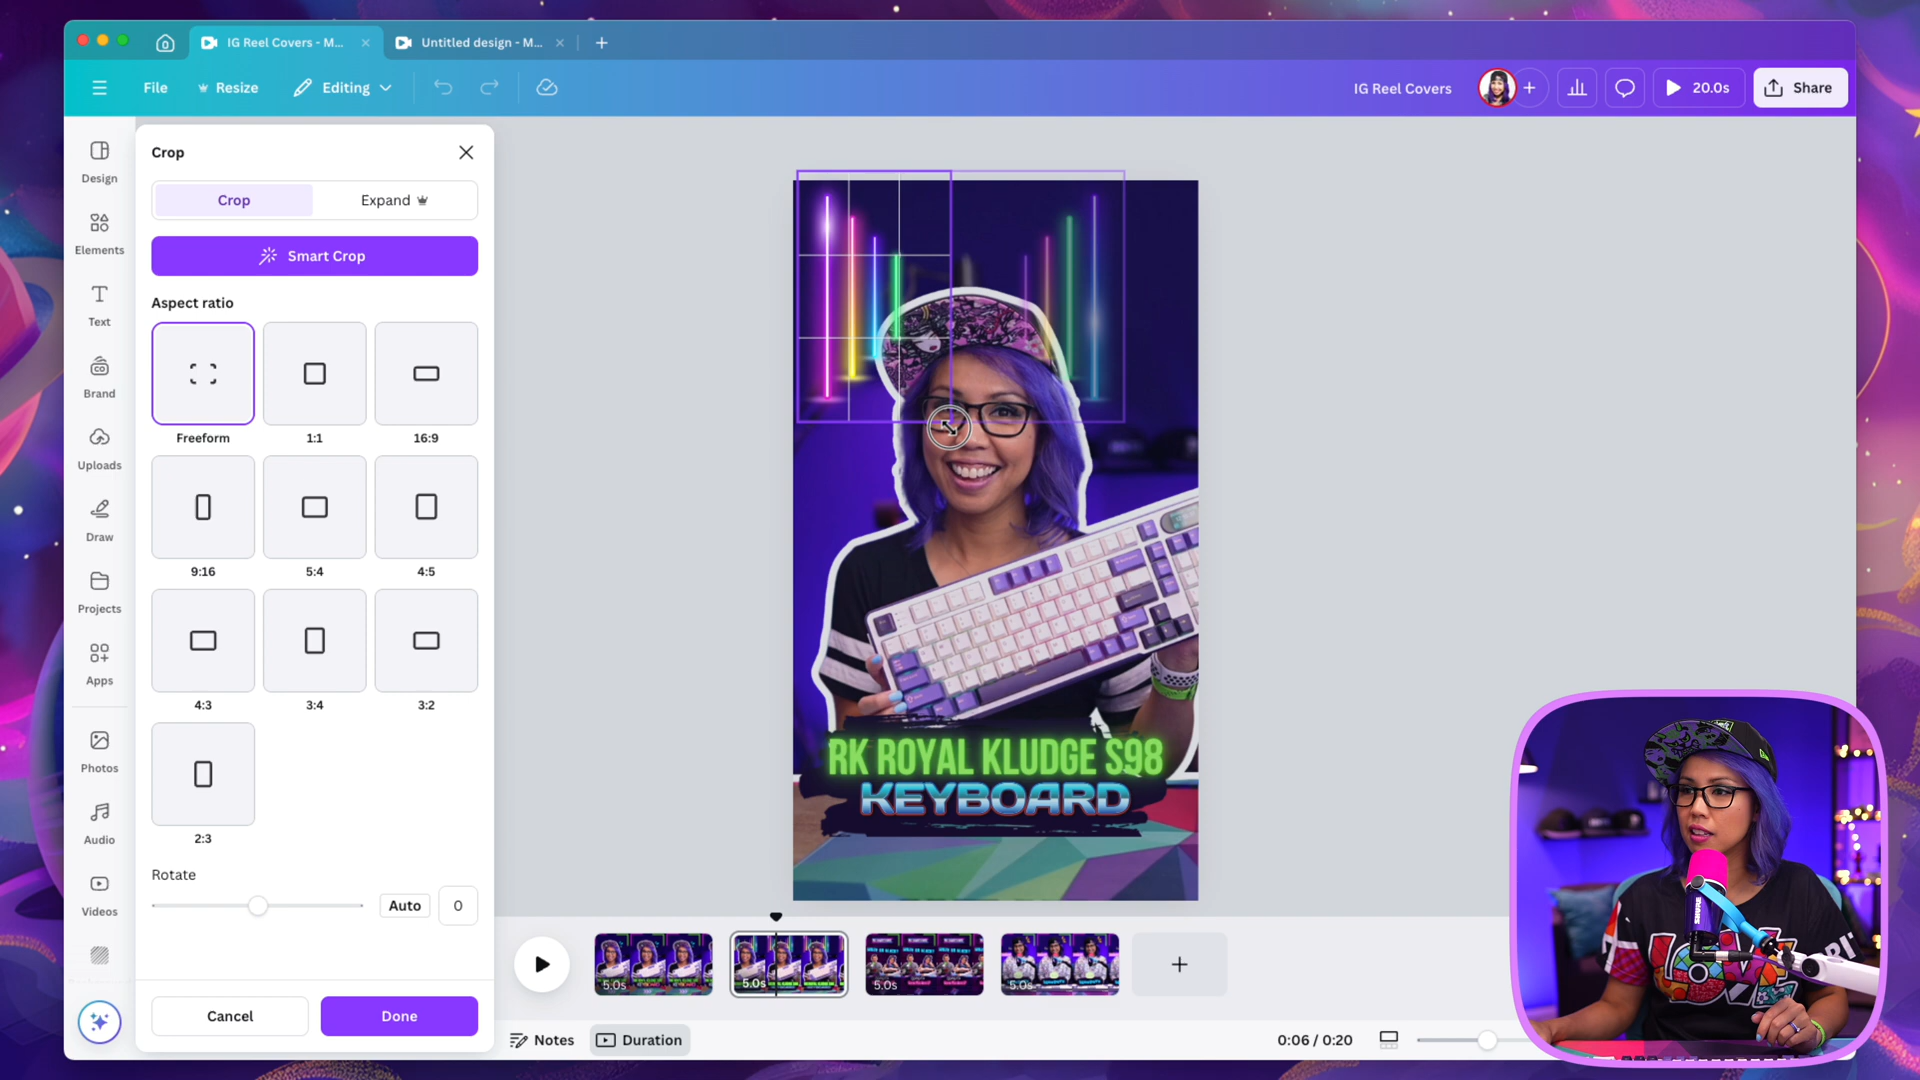 IG Reel Covers - M...
Untitled design - M...
File
Resize
Editing
IG Reel Covers
20.0s
Share
Design
Elements
Text
Brand
Uploads
Draw
Projects
Apps
Photos
Audio
Videos
Crop
Crop
Expand
Smart Crop
Aspect ratio
Freeform
1:1
16:9
9:16
5:4
4:5
4:3
3:4
3:2
2:3
Rotate
Auto
0
Cancel
Done
RK ROYAL KLUDGE S98
KEYBOARD
5.0s
5.0s
5.0s
5.0s
Notes
Duration
0:06 / 0:20
SHURE